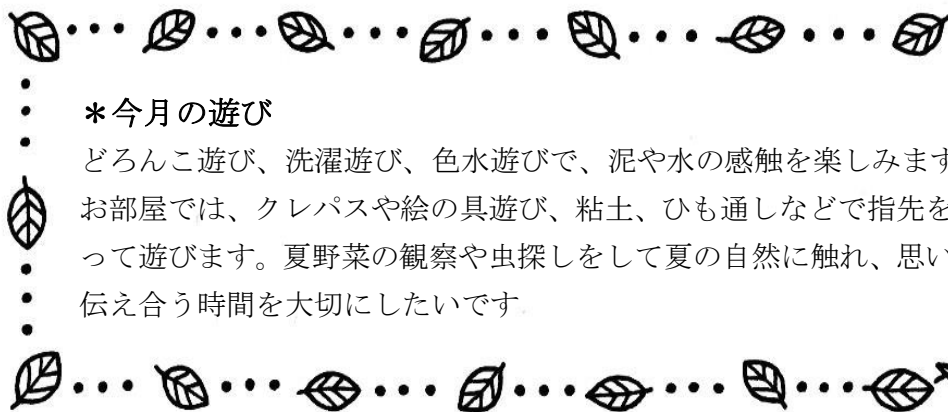 ＊今月の遊び
どろんこ遊び、洗濯遊び、色水遊びで、泥や水の感触を楽しみます
お部屋では、クレパスや絵の具遊び、粘土、ひも通しなどで指先を
って遊びます。夏野菜の観察や虫探しをして夏の自然に触れ、思い
伝え合う時間を大切にしたいです